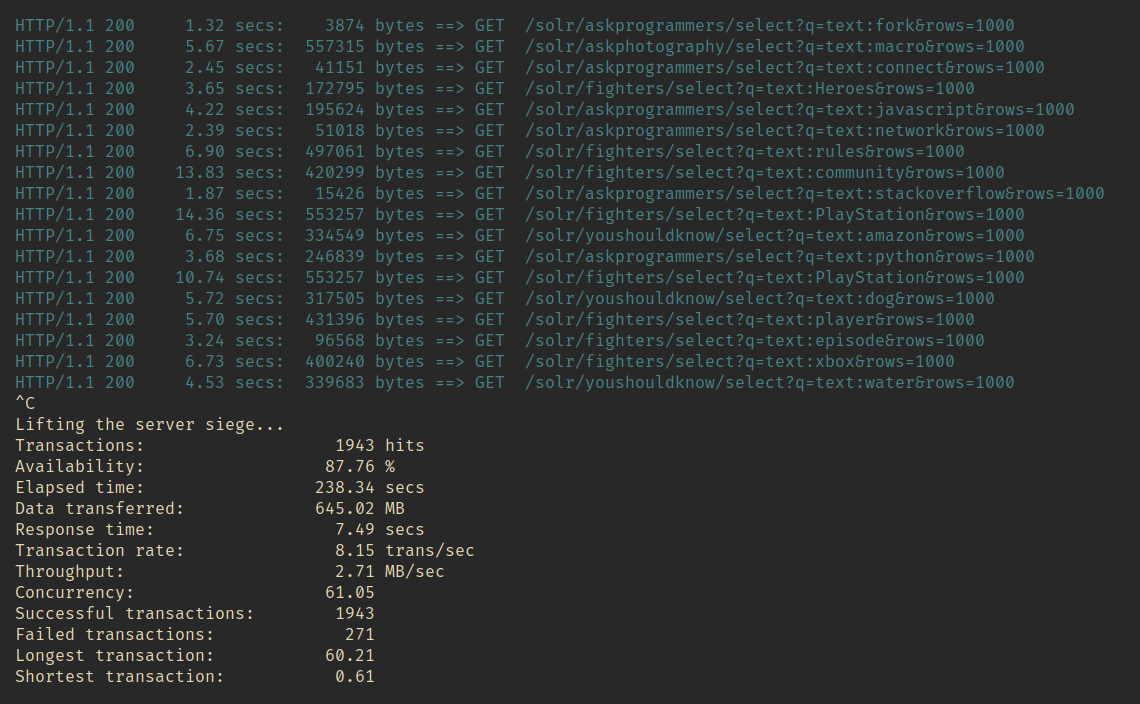 HTTP/1.1 200     1.32 secs:    3874 bytes ==> GET  /solr/askprogrammers/select?q=text:fork&rows=1000
HTTP/1.1 200     5.67 secs:  557315 bytes ==> GET  /solr/askphotography/select?q=text:macro&rows=1000
HTTP/1.1 200     2.45 secs:   41151 bytes ==> GET  /solr/askprogrammers/select?q=text:connect&rows=1000
HTTP/1.1 200     3.65 secs:  172795 bytes ==> GET  /solr/fighters/select?q=text:Heroes&rows=1000
HTTP/1.1 200     4.22 secs:  195624 bytes ==> GET  /solr/askprogrammers/select?q=text:javascript&rows=1000
HTTP/1.1 200     2.39 secs:   51018 bytes ==> GET  /solr/askprogrammers/select?q=text:network&rows=1000
HTTP/1.1 200     6.90 secs:  497061 bytes ==> GET  /solr/fighters/select?q=text:rules&rows=1000
HTTP/1.1 200    13.83 secs:  420299 bytes ==> GET  /solr/fighters/select?q=text:community&rows=1000
HTTP/1.1 200     1.87 secs:   15426 bytes ==> GET  /solr/askprogrammers/select?q=text:stackoverflow&rows=1000
HTTP/1.1 200    14.36 secs:  553257 bytes ==> GET  /solr/fighters/select?q=text:PlayStation&rows=1000
HTTP/1.1 200     6.75 secs:  334549 bytes ==> GET  /solr/youshouldknow/select?q=text:amazon&rows=1000
HTTP/1.1 200     3.68 secs:  246839 bytes ==> GET  /solr/askprogrammers/select?q=text:python&rows=1000
HTTP/1.1 200    10.74 secs:  553257 bytes ==> GET  /solr/fighters/select?q=text:PlayStation&rows=1000
HTTP/1.1 200     5.72 secs:  317505 bytes ==> GET  /solr/youshouldknow/select?q=text:dog&rows=1000
HTTP/1.1 200     5.70 secs:  431396 bytes ==> GET  /solr/fighters/select?q=text:player&rows=1000
HTTP/1.1 200     3.24 secs:   96568 bytes ==> GET  /solr/fighters/select?q=text:episode&rows=1000
HTTP/1.1 200     6.73 secs:  400240 bytes ==> GET  /solr/fighters/select?q=text:xbox&rows=1000
HTTP/1.1 200     4.53 secs:  339683 bytes ==> GET  /solr/youshouldknow/select?q=text:water&rows=1000
^C
Lifting the server siege...
Transactions:                   1943 hits
Availability:                  87.76 %
Elapsed time:                 238.34 secs
Data transferred:             645.02 MB
Response time:                  7.49 secs
Transaction rate:               8.15 trans/sec
Throughput:                     2.71 MB/sec
Concurrency:                   61.05
Successful transactions:        1943
Failed transactions:             271
Longest transaction:           60.21
Shortest transaction:           0.61